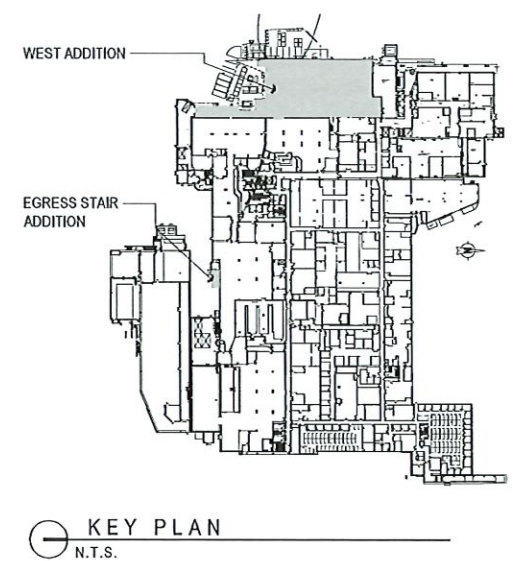 WEST ADDITION
EGRESS STAIR
ADDITION
N
KEY PLAN
N.T.S.